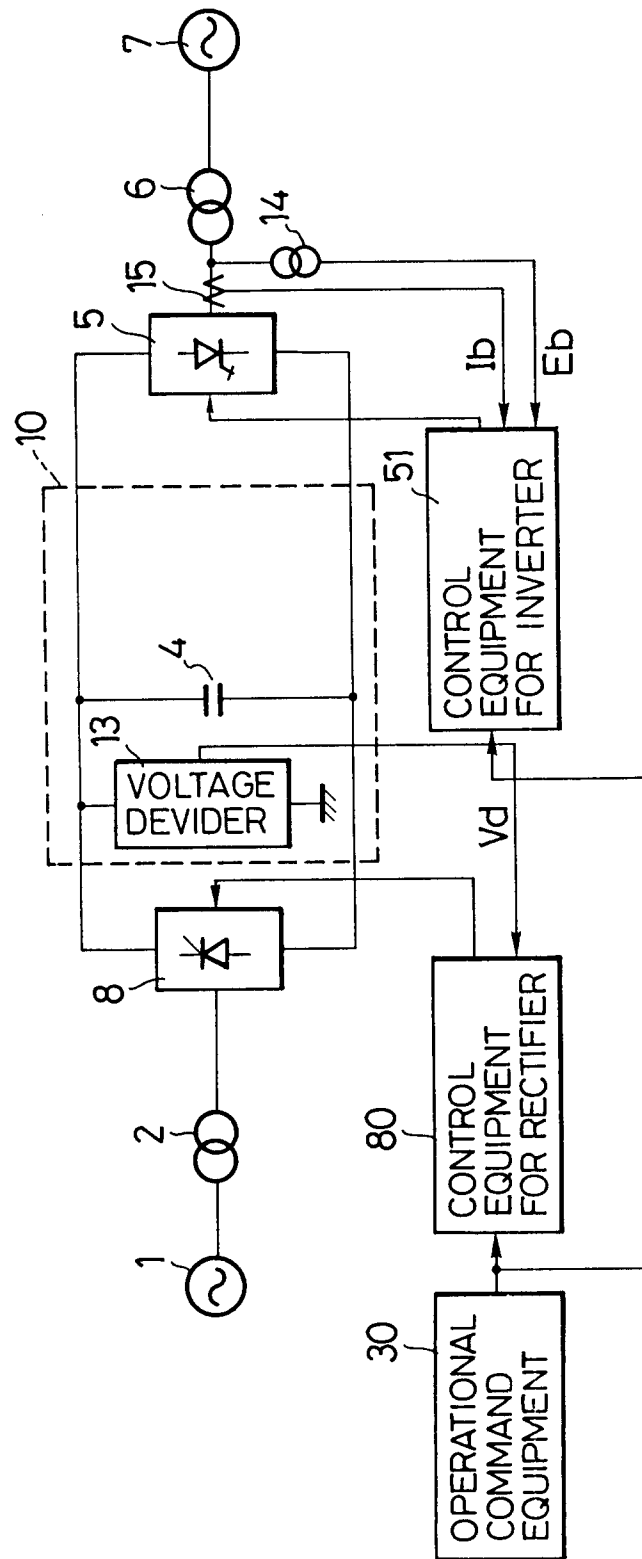 1
2
8
10
13
VOLTAGE
DEVIDER
4
5
15
6
14
7
Ib
Eb
Vd
30
OPERATIONAL
COMMAND
EQUIPMENT
80
CONTROL
EQUIPMENT
FOR RECTIFIER
51
CONTROL
EQUIPMENT
FOR INVERTER